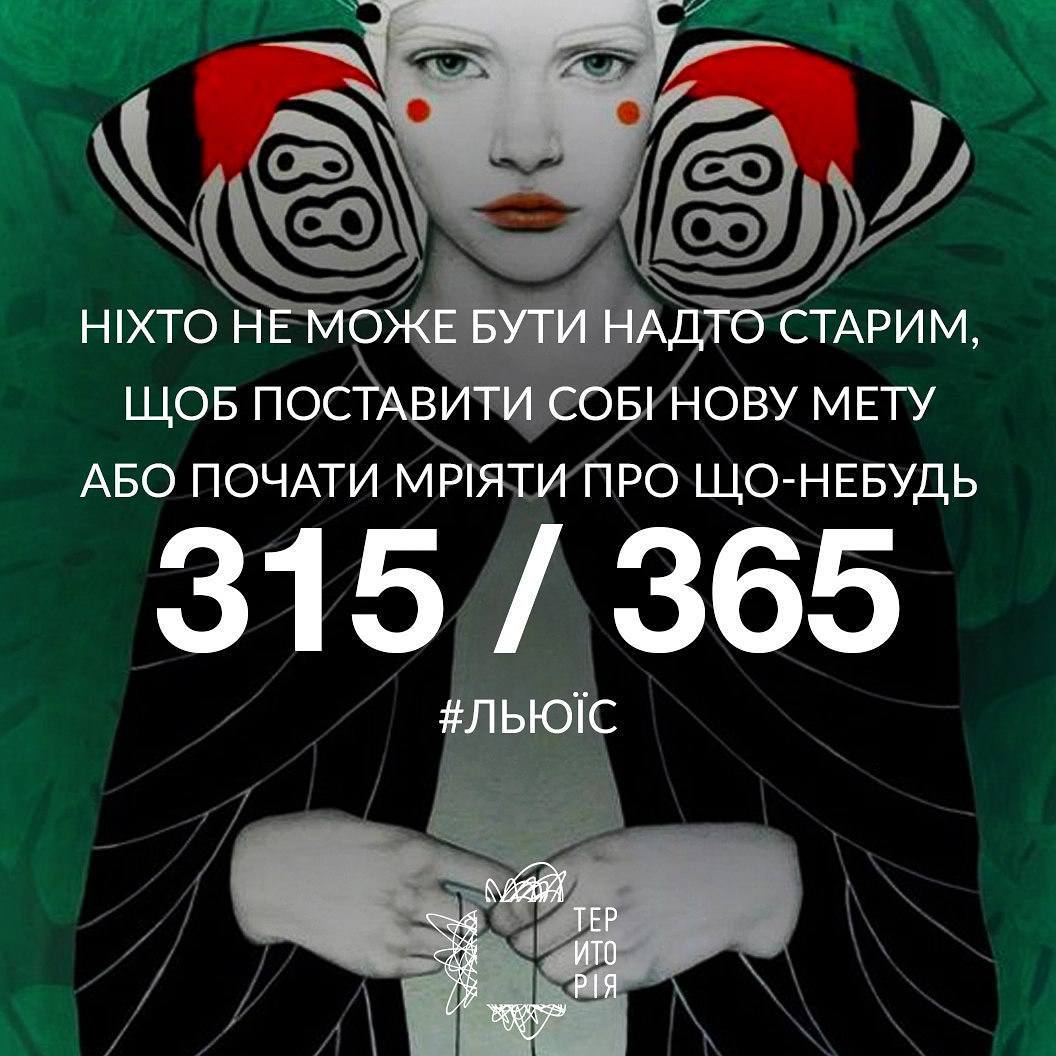 НІХТО НЕ МОЖЕ БУТИ НАДТО СТАРИМ,
ЩОБ ПОСТАВИТИ СОБІ НОВУ МЕТУ
АБО ПОЧАТИ МРІЯТИ ПРО ЩО-НЕБУДЬ
315 / 365
#ЛЬЮЇС
ТЕР
ИТО
РІЯ